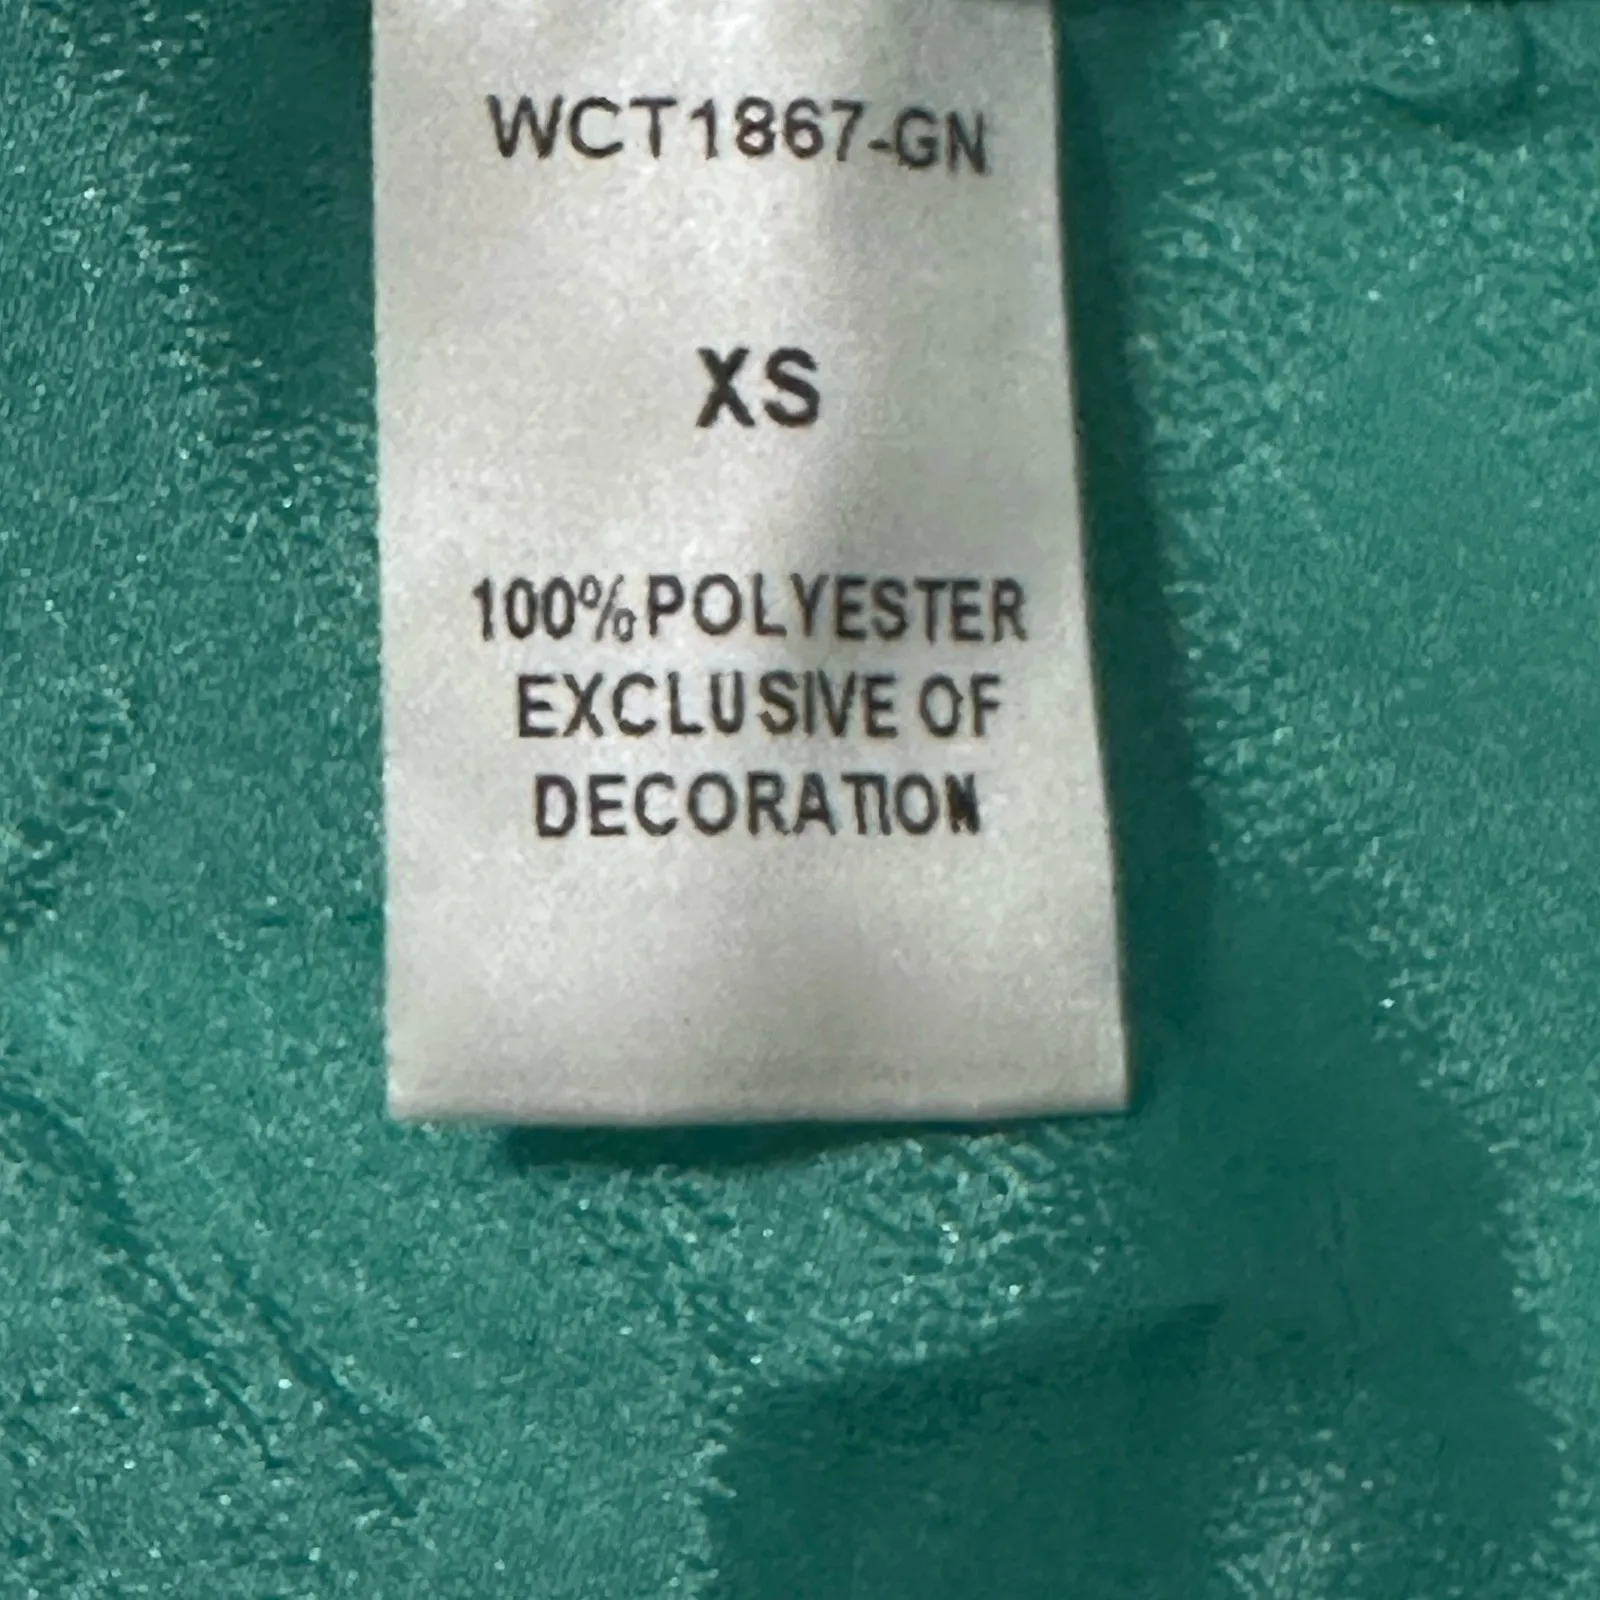 WCT1867-GN
XS
100%POLYESTER
EXCLUSIVE OF
DECORATION